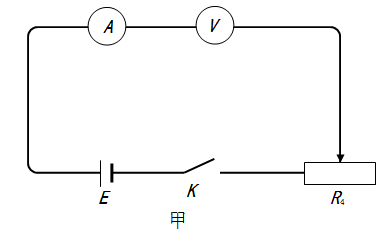 A V
E K R₄
甲